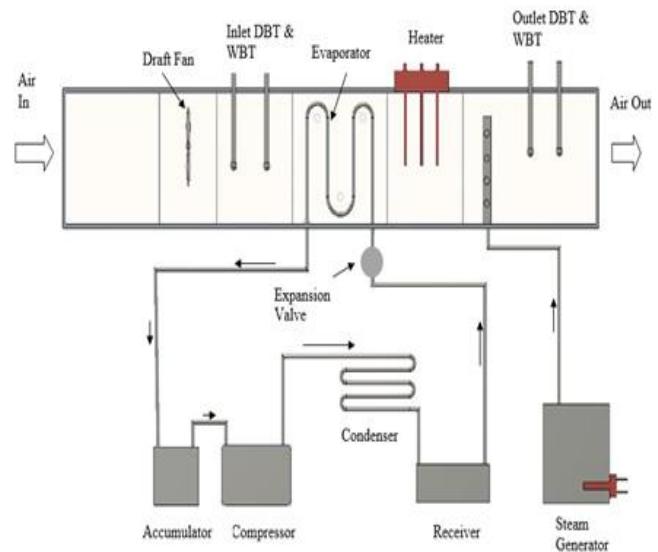 Inlet DBT &
WBT
Evaporator
Heater
Outlet DBT &
WBT
Draft Fan
Air
In
Air Out
Expansion
Valve
Condenser
Accumulator
Compressor
Receiver
Steam
Generator